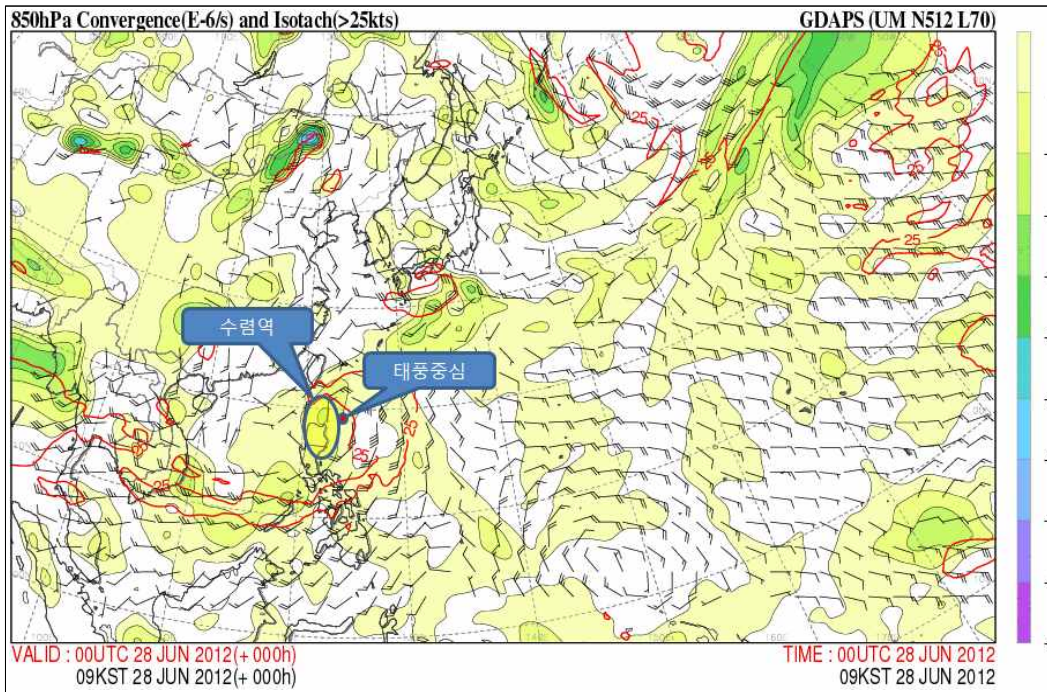 850hPa Convergence(E-6/s) and Isotach(>25kts)
GDAPS (UM N512 L70)
25
25
25
25
수렴역
태풍중심
25
25
25
VALID : 00UTC 28 JUN 2012(+ 000h)
TIME : 00UTC 28 JUN 2012
09KST 28 JUN 2012(+ 000h)
09KST 28 JUN 2012